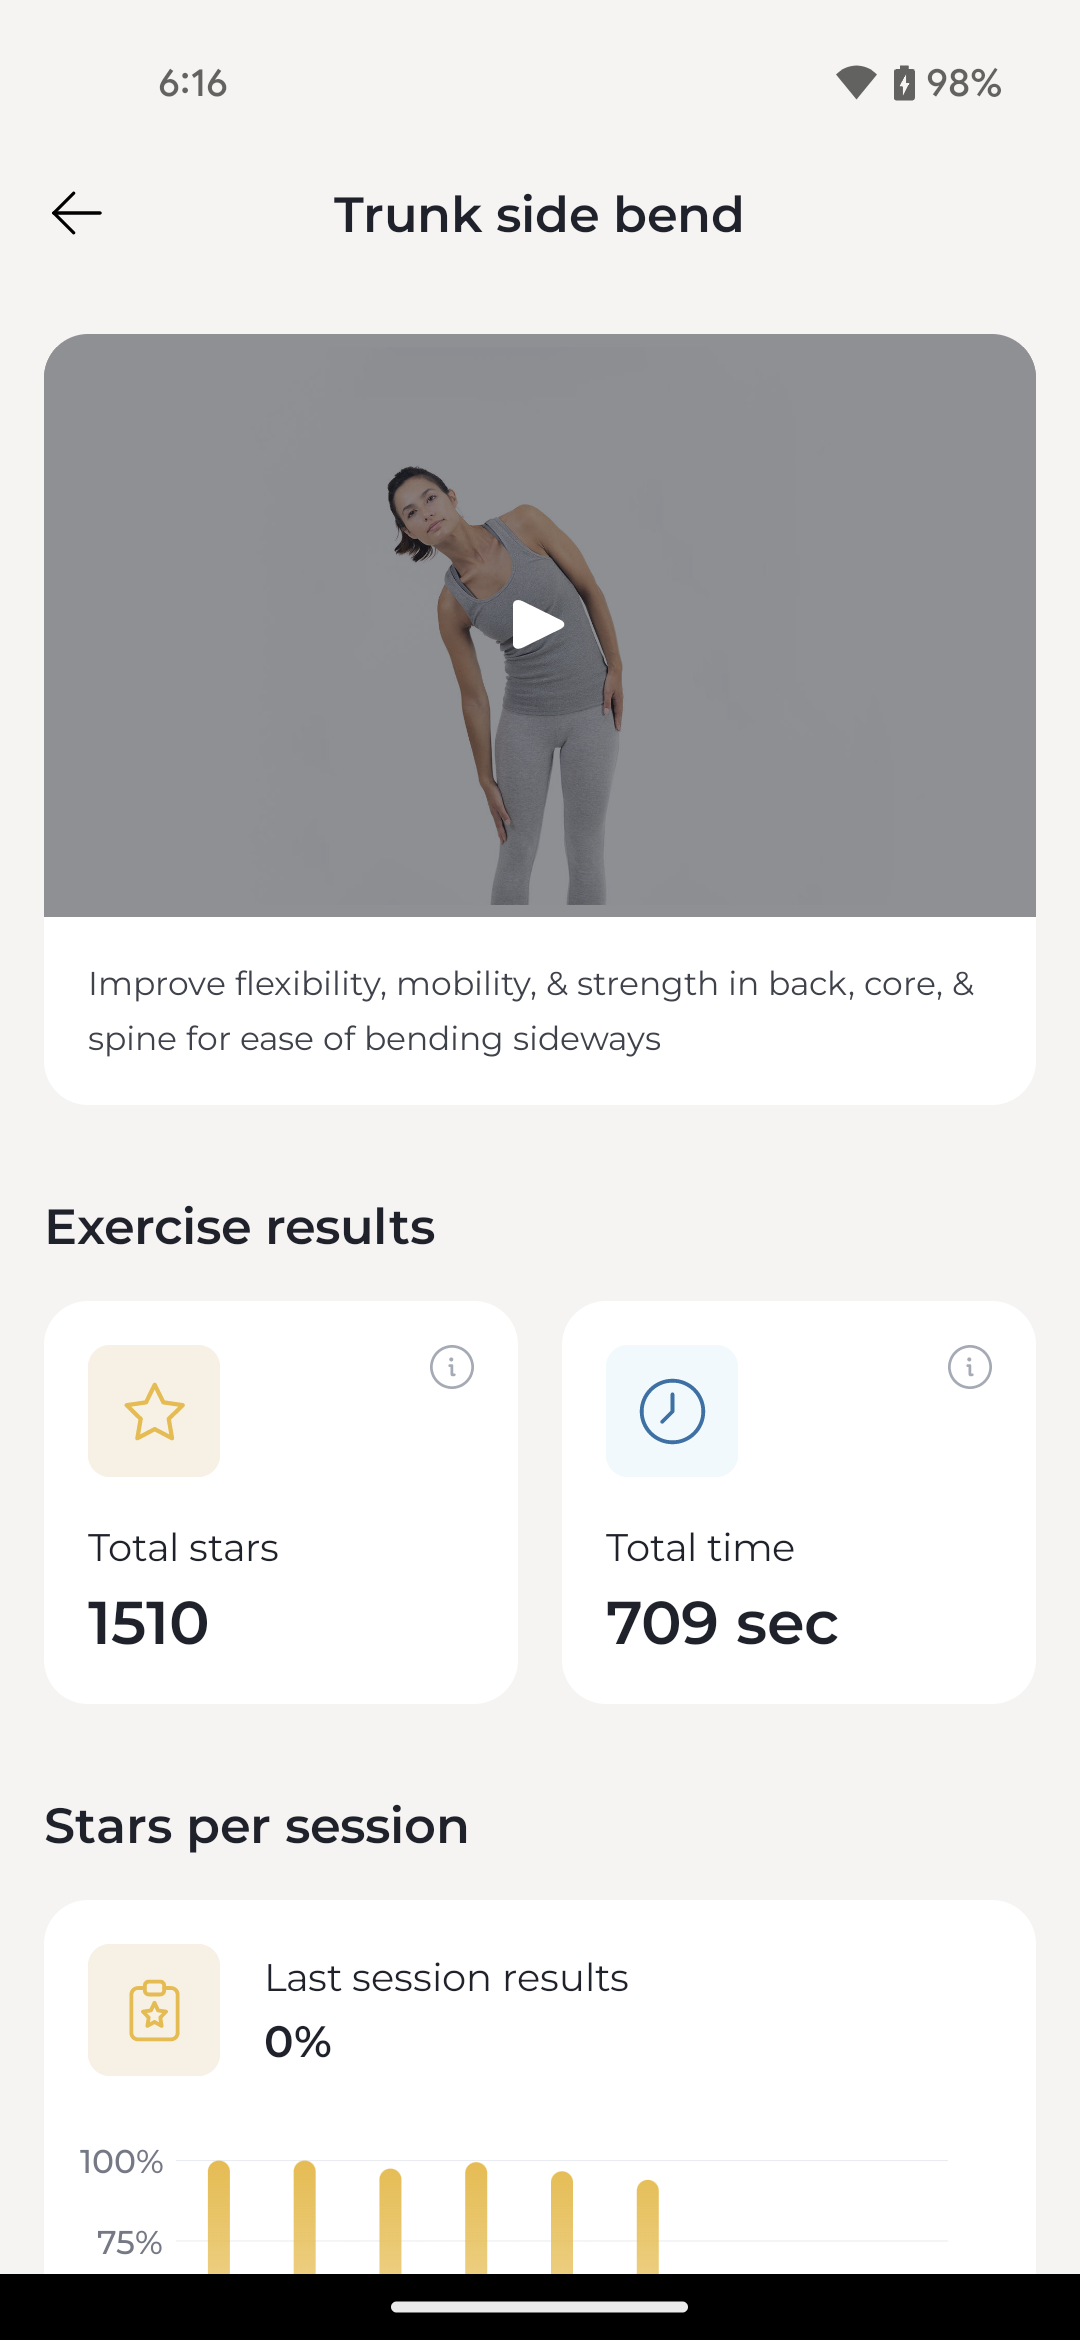 6:16
98%
Trunk side bend
Improve flexibility, mobility, & strength in back, core, &
spine for ease of bending sideways
Exercise results
Total stars
1510
Total time
709 sec
Stars per session
Last session results
0%
100%
75%